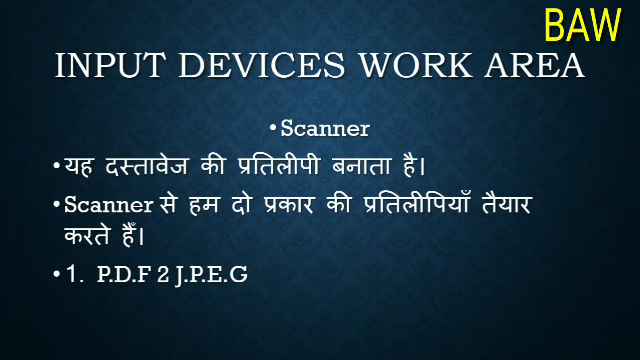 BAW
INPUT DEVICES WORK AREA
•Scanner
•यह दस्तावेज की प्रतिलीपी बनाता है।
•Scanner से हम दो प्रकार की प्रतिलीपियाँ तैयार
करते हैँ।
•1. P.D.F 2 J.P.E.G